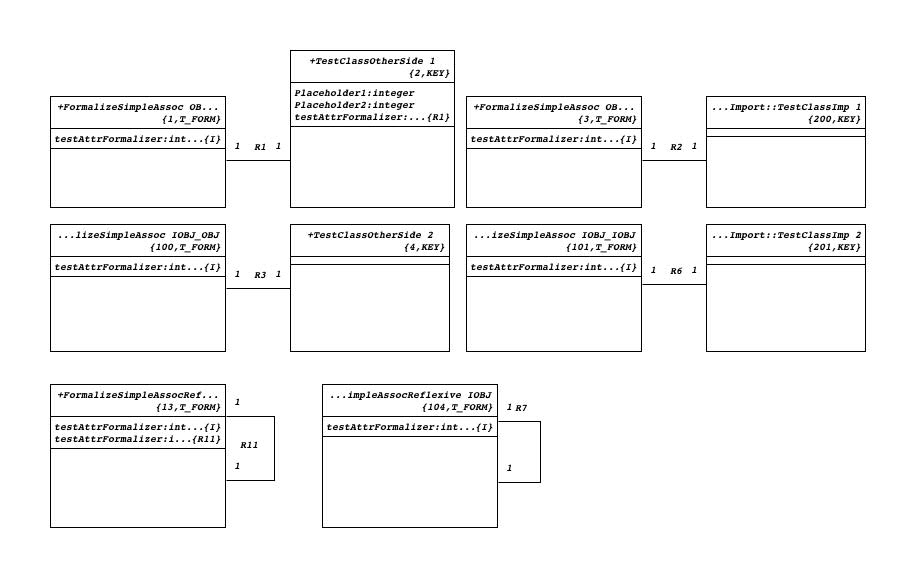 +TestClassOtherSide 1
{2,KEY}
Placeholder1:integer
Placeholder2:integer
testAttrFormalizer:...{R1}
+FormalizeSimpleAssoc OB...
{1,T_FORM}
testAttrFormalizer:int...{I}
1 R1 1
+FormalizeSimpleAssoc OB...
{3,T_FORM}
testAttrFormalizer:int...{I}
1 R2 1
...Import::TestClassImp 1
{200,KEY}
...lizeSimpleAssoc IOBJ_OBJ
{100,T_FORM}
testAttrFormalizer:int...{I}
1 R3 1
+TestClassOtherSide 2
{4,KEY}
...izeSimpleAssoc IOBJ_IOBJ
{101,T_FORM}
testAttrFormalizer:int...{I}
1 R6 1
...Import::TestClassImp 2
{201,KEY}
+FormalizeSimpleAssocRef...
{13,T_FORM}
testAttrFormalizer:int...{I}
testAttrFormalizer:i...{R11}
1
R11
1
...impleAssocReflexive IOBJ
{104,T_FORM}
testAttrFormalizer:int...{I}
1 R7
1